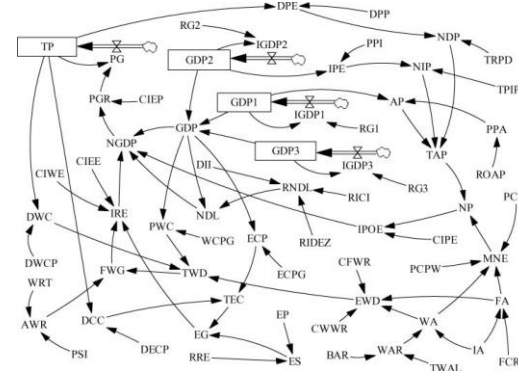 DPE
DPP
RG2
TP
PG
IGDP2
NDP
GDP2
PPI
IPE
NIP
TRPD
TPIP
PGR
CIEP
GDP1
IGDP1
AP
RG1
PPA
NGDP
GDP
GDP3
IGDP3
TAP
ROAP
CIEE
CIWE
DII
RNDL
RICI
RG3
NP
PC
DWC
IRE
PWC
NDL
WCPG
ECP
RIDEZ
IPOE
CIPE
DWCP
FWG
TWD
ECPG
CFWR
PCPW
MNE
WRT
TEC
EWD
FA
AWR
DCC
CWWR
WA
EP
EG
PSI
DECP
RRE
ES
BAR
WAR
IA
TWAL
FCR